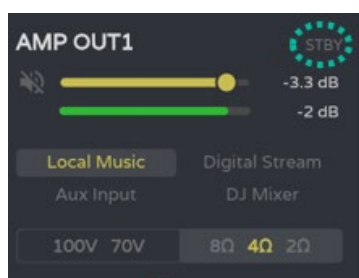 AMP OUT1 STBY
-3.3 dB
-2 dB
Local Music Digital Stream
Aux Input DJ Mixer
100V 70V 8Ω 4Ω 2Ω